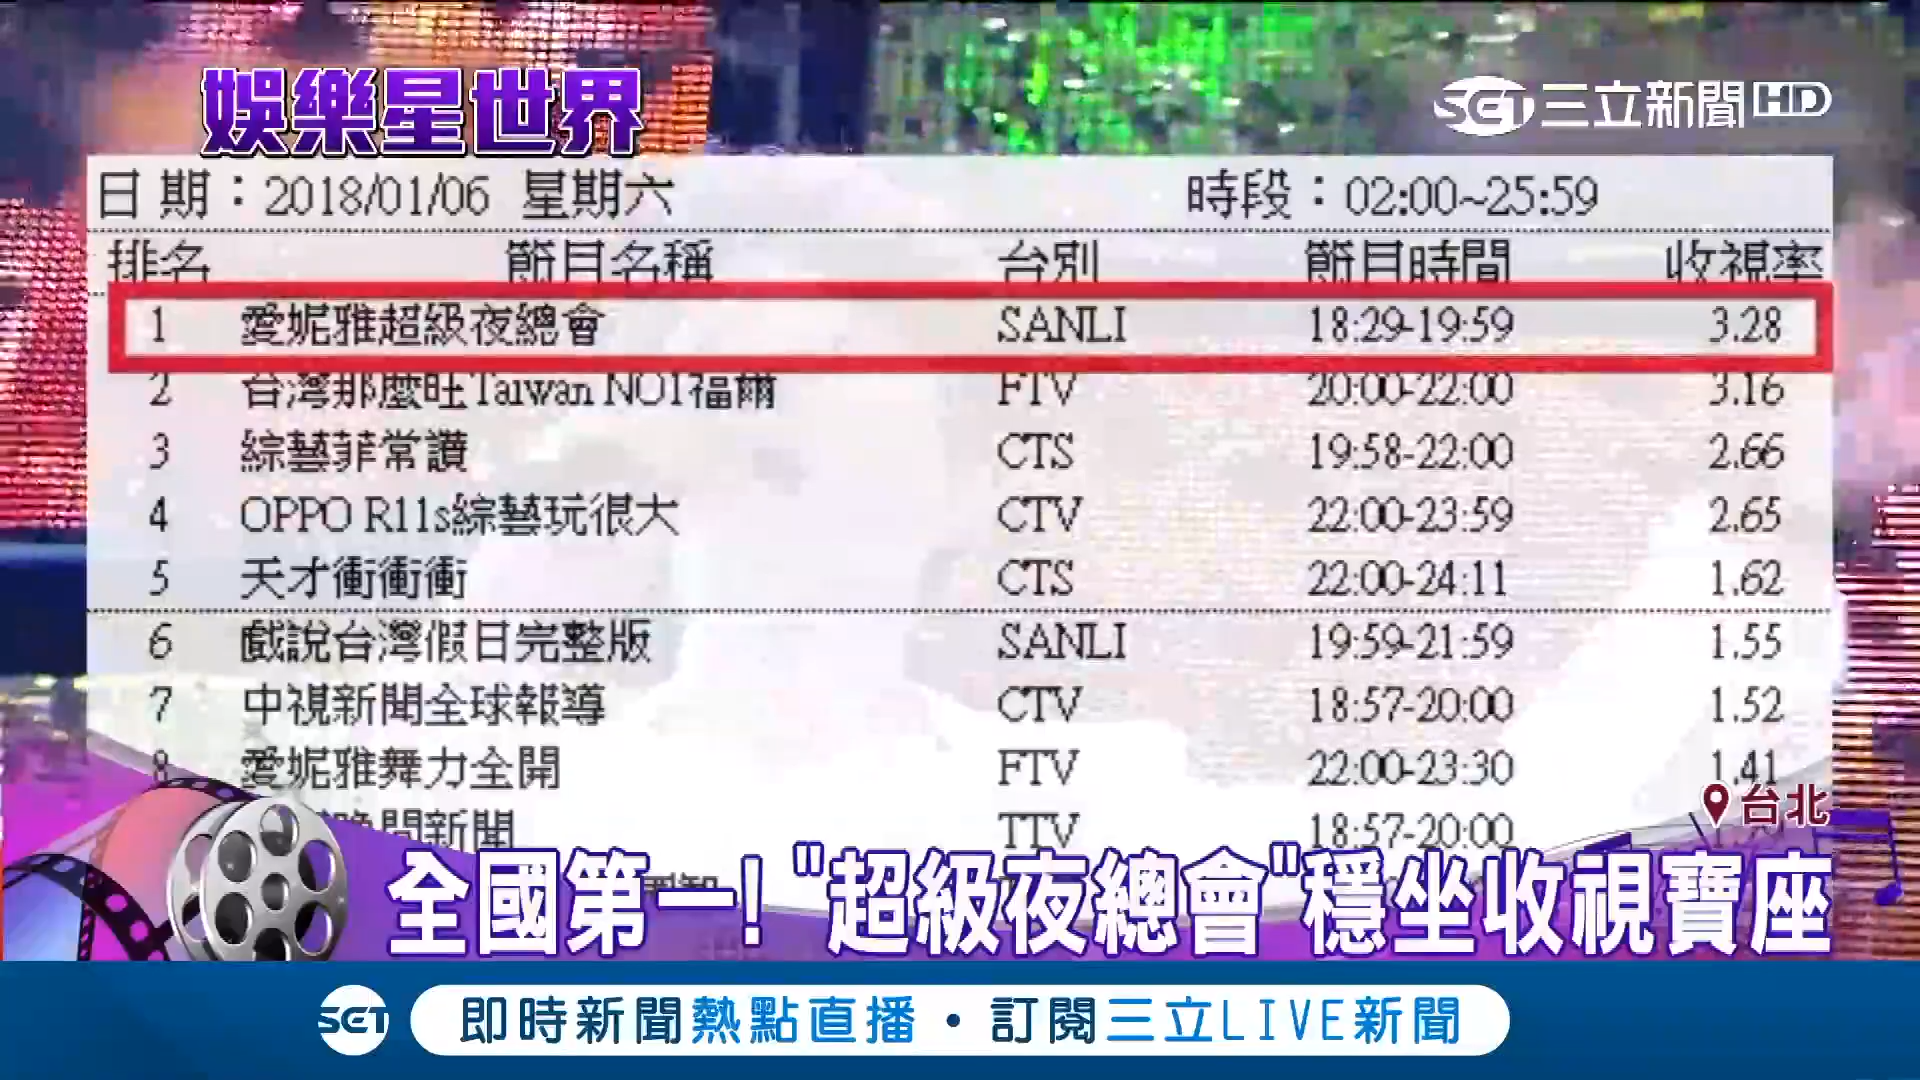 娛樂星世界
SET三立新聞HD
日 期：2018/01/06 星期六 時段：02:00~25:59
排名 節目名稱 台別 節目時間 收視率
1 愛妮雅超級夜總會 SANLI 18:29-19:59 3.28
2 台灣那麼旺Taiwan NO1福爾 FTV 20:00-22:00 3.16
3 綜藝菲常讚 CTS 19:58-22:00 2.66
4 OPPO R11s綜藝玩很大 CTV 22:00-23:59 2.65
5 天才衝衝衝 CTS 22:00-24:11 1.62
6 戲說台灣假日完整版 SANLI 19:59-21:59 1.55
7 中視新聞全球報導 CTV 18:57-20:00 1.52
8 愛妮雅舞力全開 FTV 22:00-23:30 1.41
晚間新聞 TTV 18:57-20:00
台北
全國第一！"超級夜總會"穩坐收視寶座
SET 即時新聞熱點直播・訂閱三立LIVE新聞